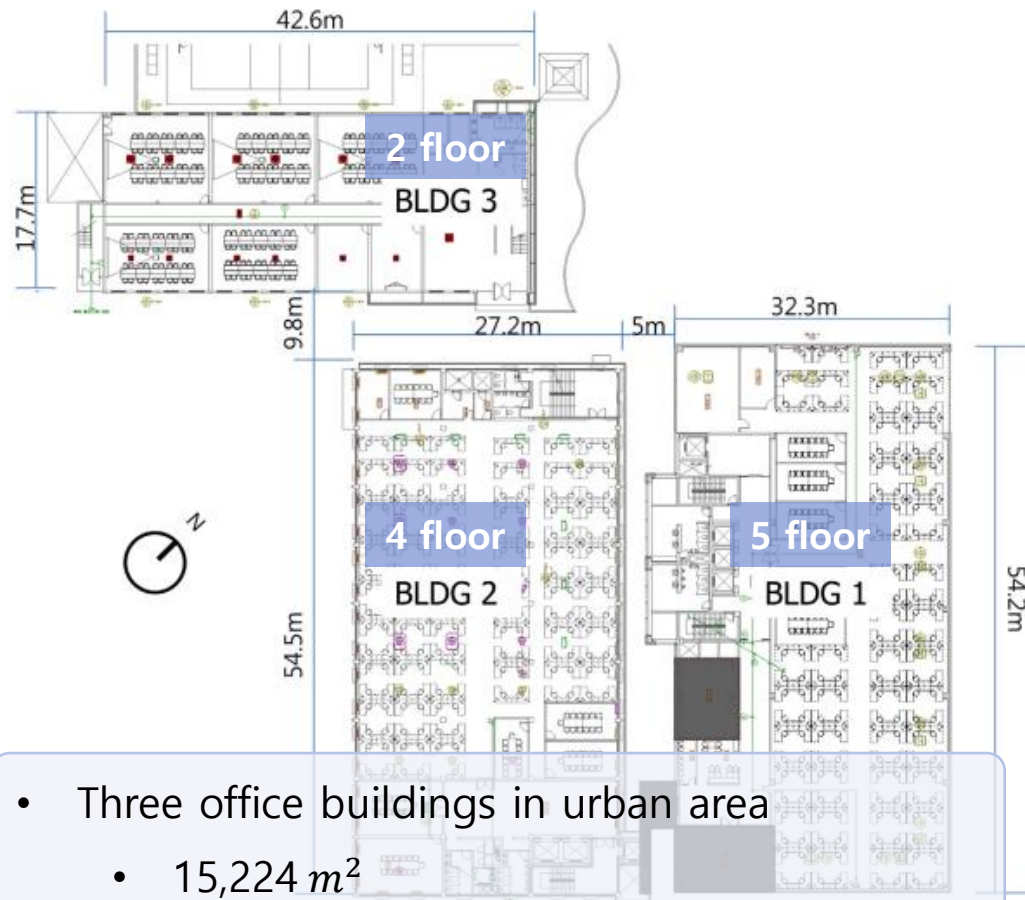 42.6m
2 floor
BLDG 3
17.7m
9.8m
27.2m
5m
32.3m
4 floor
BLDG 2
5 floor
BLDG 1
N
54.5m
54.2m
• Three office buildings in urban area
• 15,224 m²